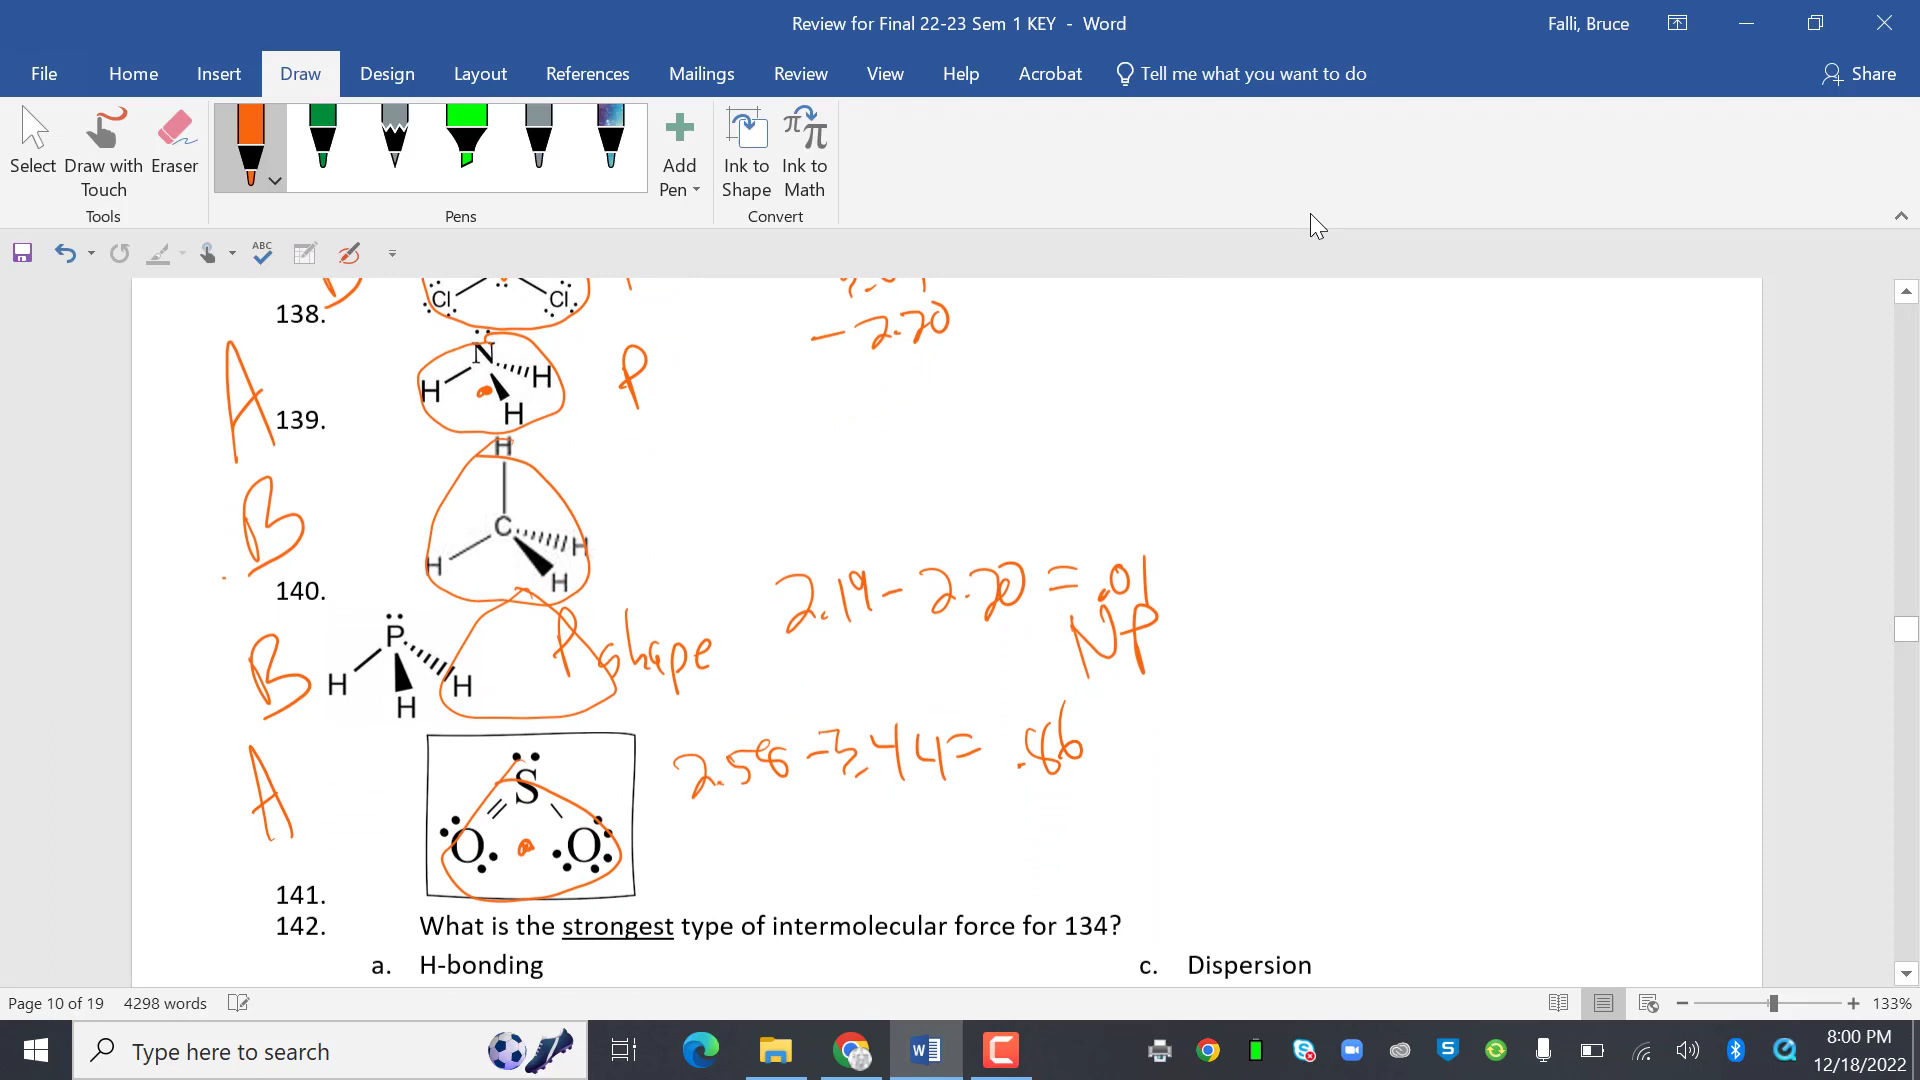 Review for Final 22-23 Sem 1 KEY - Word
Falli, Bruce
File Home Insert Draw Design Layout References Mailings Review View Help Acrobat Tell me what you want to do Share
Select Draw with Touch Eraser
Add Pen
Ink to Shape
Ink to Math
Tools Pens Convert
ABC
Cl Cl
138.
- 2.20
A
N
H H
H
P
139.
B
H
C
H H
H
140.
2.19 - 2.20 = .01
NP
B
P
H H
H
P shape
A
S
O O
2.58 - 3.44 = .86
141.
142. What is the strongest type of intermolecular force for 134?
a. H-bonding c. Dispersion
Page 10 of 19 4298 words 133%
Type here to search
8:00 PM
12/18/2022